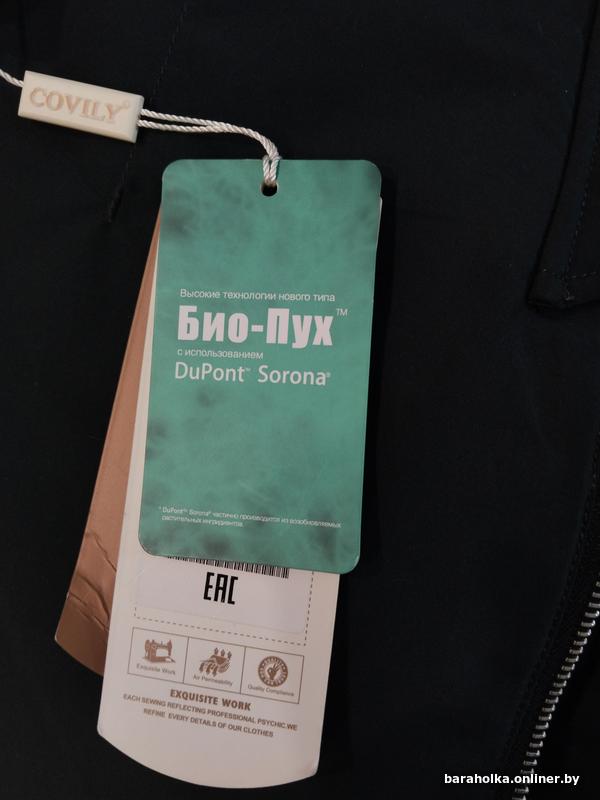 COVILY®
Высокие технологии нового типа
Био-Пух™
с использованием
DuPont™ Sorona®
* DuPont™ Sorona® частично производится из возобновляемых
растительных ингридиентов.
EAC
Exquisite Work
Air Permeability
Quality Compliance
EXQUISITE WORK
EACH SEWING REFLECTING PROFESSIONAL PSYCHIC.WE
REFINE EVERY DETAILS OF OUR CLOTHES
baraholka.onliner.by